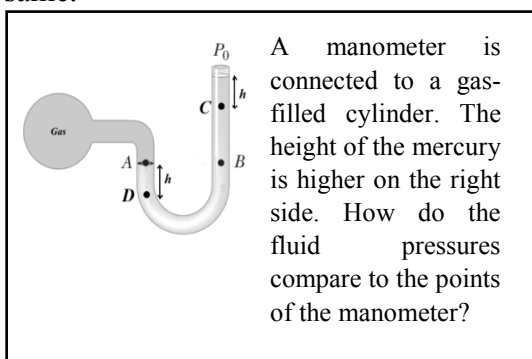 same.
P₀
A manometer is
connected to a gas-
filled cylinder. The
height of the mercury
is higher on the right
side. How do the
fluid pressures
compare to the points
of the manometer?
h
C
Gas
A
B
h
D